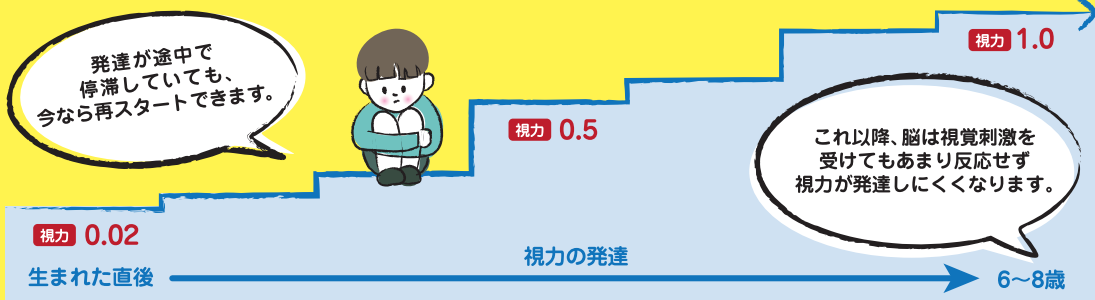 発達が途中で
停滞していても、
今なら再スタートできます。
視力 0.02
生まれた直後
視力 0.5
視力の発達
視力 1.0
これ以降、脳は視覚刺激を
受けてもあまり反応せず
視力が発達しにくくなります。
6〜8歳